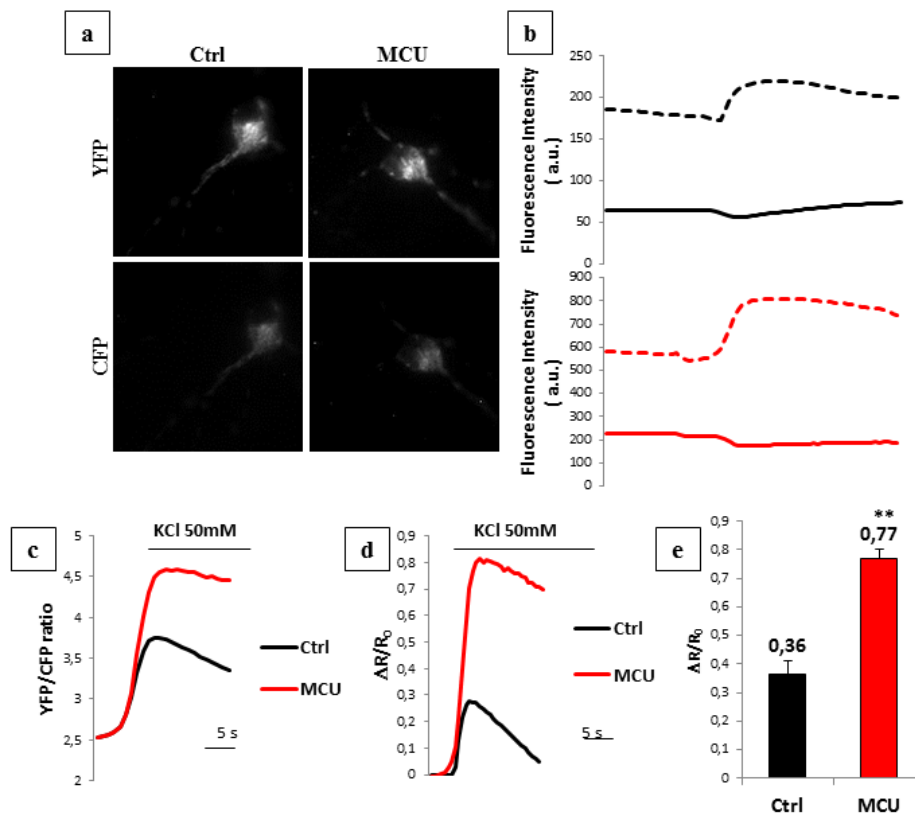 a
Ctrl
MCU
YFP
CFP
b
Fluorescence Intensity
( a.u.)
250
200
150
100
50
0
Fluorescence Intensity
( a.u.)
900
800
700
600
500
400
300
200
100
0
c
KCl 50mM
YFP/CFP ratio
5
4,5
4
3,5
3
2,5
2
Ctrl
MCU
5 s
d
KCl 50mM
ΔR/R0
0,9
0,8
0,7
0,6
0,5
0,4
0,3
0,2
0,1
0
5 s
e
ΔR/R0
0,9
0,8
0,7
0,6
0,5
0,4
0,3
0,2
0,1
0
0,36
**
0,77
Ctrl
MCU